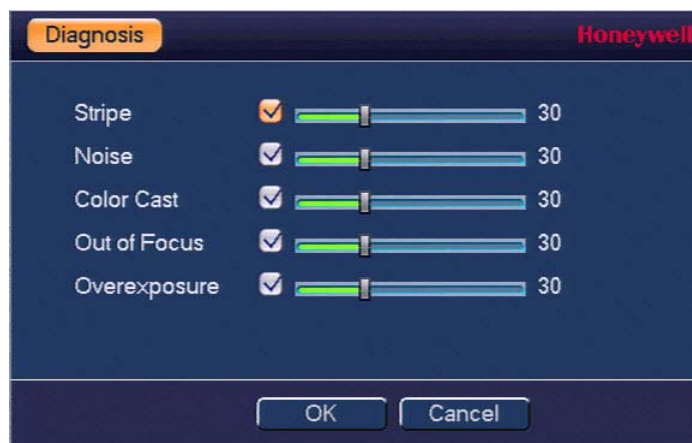 Diagnosis Honeywell
Stripe 30
Noise 30
Color Cast 30
Out of Focus 30
Overexposure 30
OK Cancel